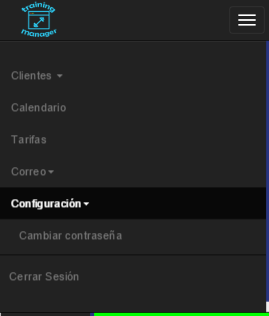 training
manager
Clientes
Calendario
Tarifas
Correo
Configuración
Cambiar contraseña
Cerrar Sesión